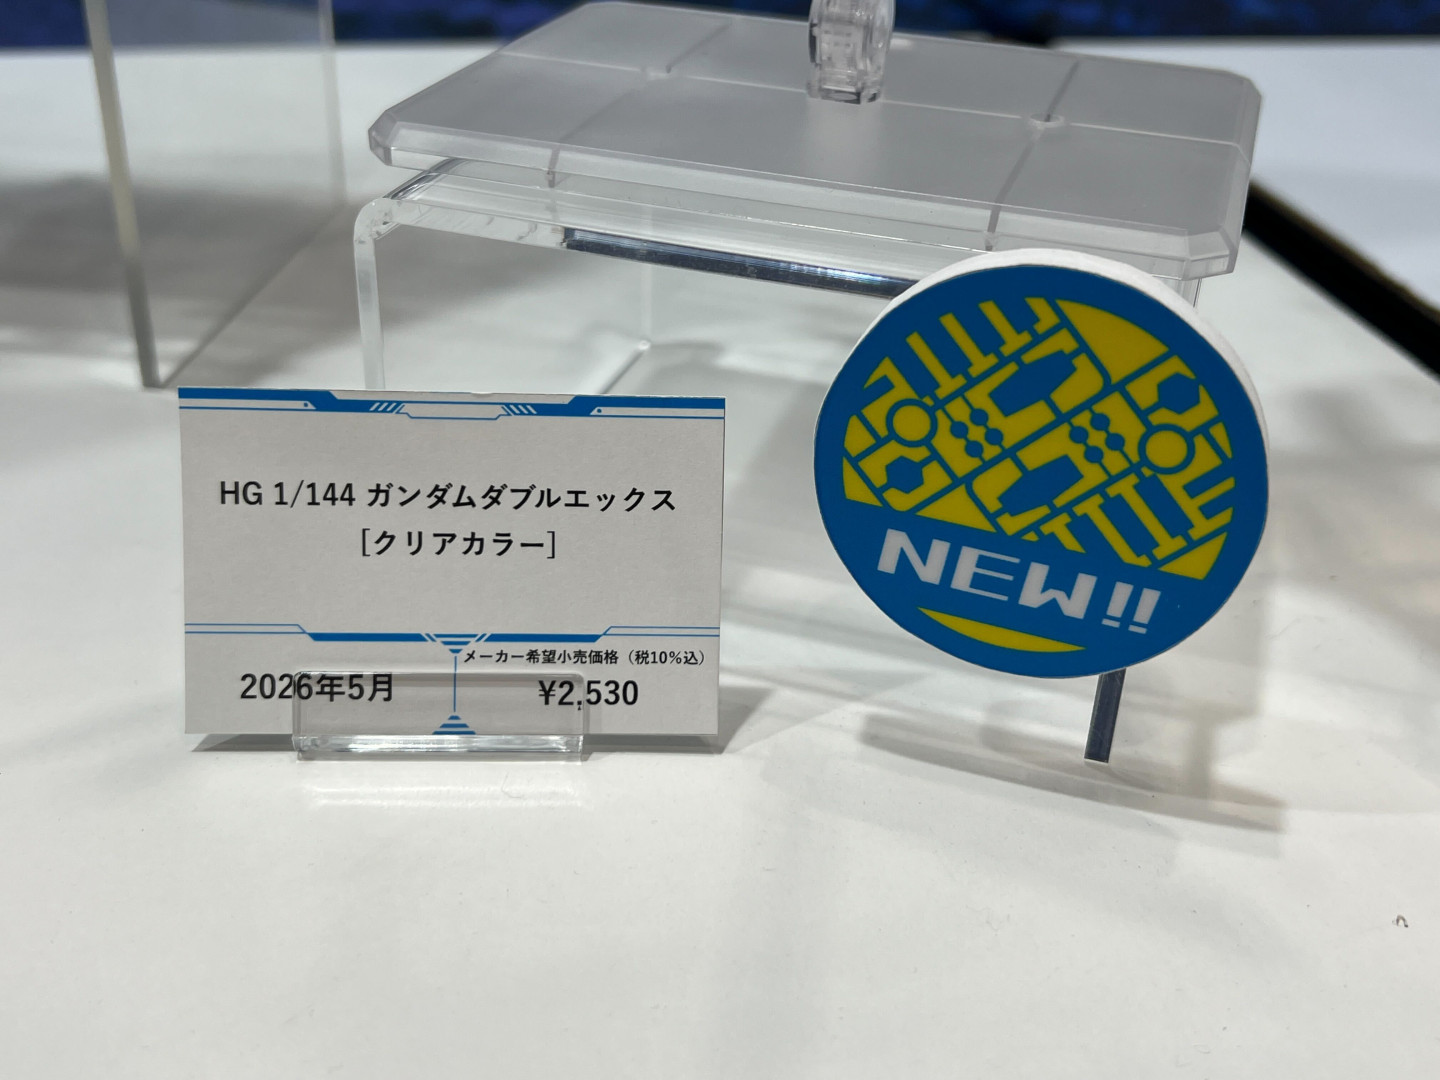 HG 1/144 ガンダムダブルエックス
[クリアカラー]
メーカー希望小売価格（税10%込）
2026年5月
¥2,530
NEW!!